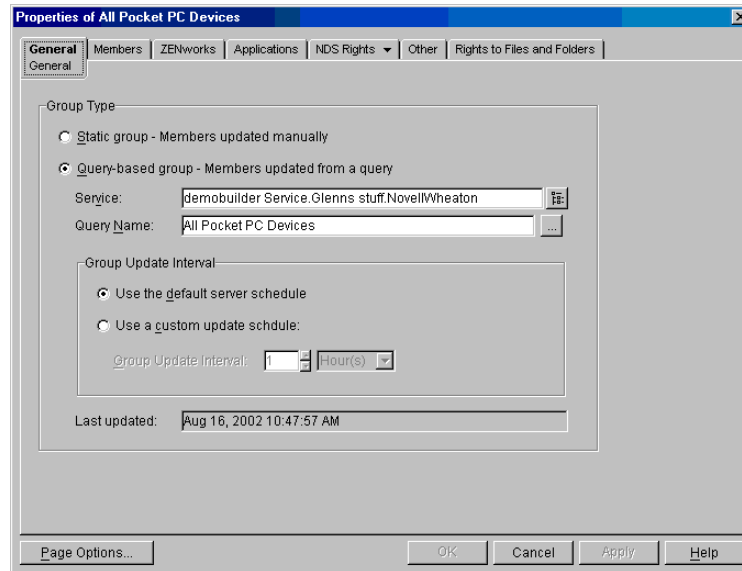 Properties of All Pocket PC Devices
General Members ZENworks Applications NDS Rights Other Rights to Files and Folders
General
Group Type
Static group - Members updated manually
Query-based group - Members updated from a query
Service: demobuilder Service.Glenns stuff.NovellWheaton
Query Name: All Pocket PC Devices ...
Group Update Interval
Use the default server schedule
Use a custom update schdule:
Group Update Interval: 1 Hour(s)
Last updated: Aug 16, 2002 10:47:57 AM
Page Options... OK Cancel Apply Help